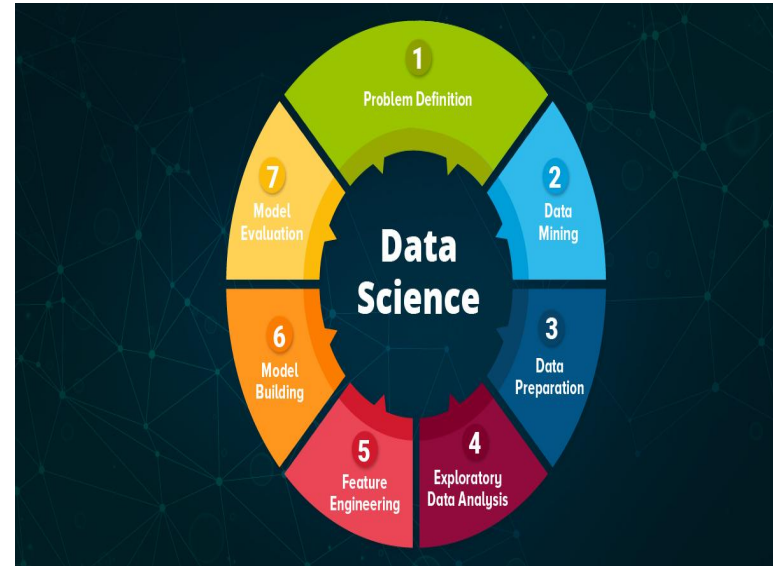 1
Problem Definition
2
Data
Mining
3
Data
Preparation
4
Exploratory
Data Analysis
5
Feature
Engineering
6
Model
Building
7
Model
Evaluation
Data
Science